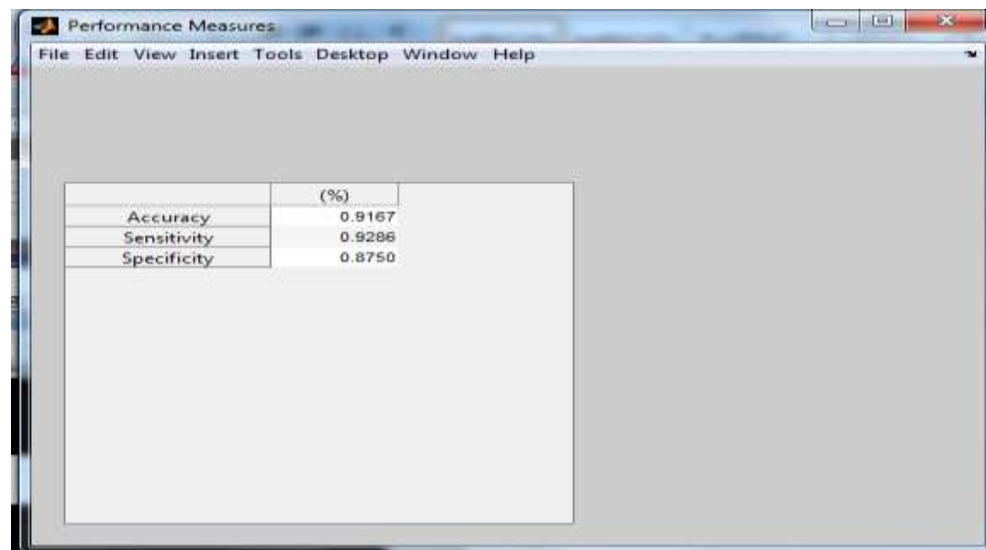 Performance Measures
File Edit View Insert Tools Desktop Window Help
(%)
Accuracy 0.9167
Sensitivity 0.9286
Specificity 0.8750